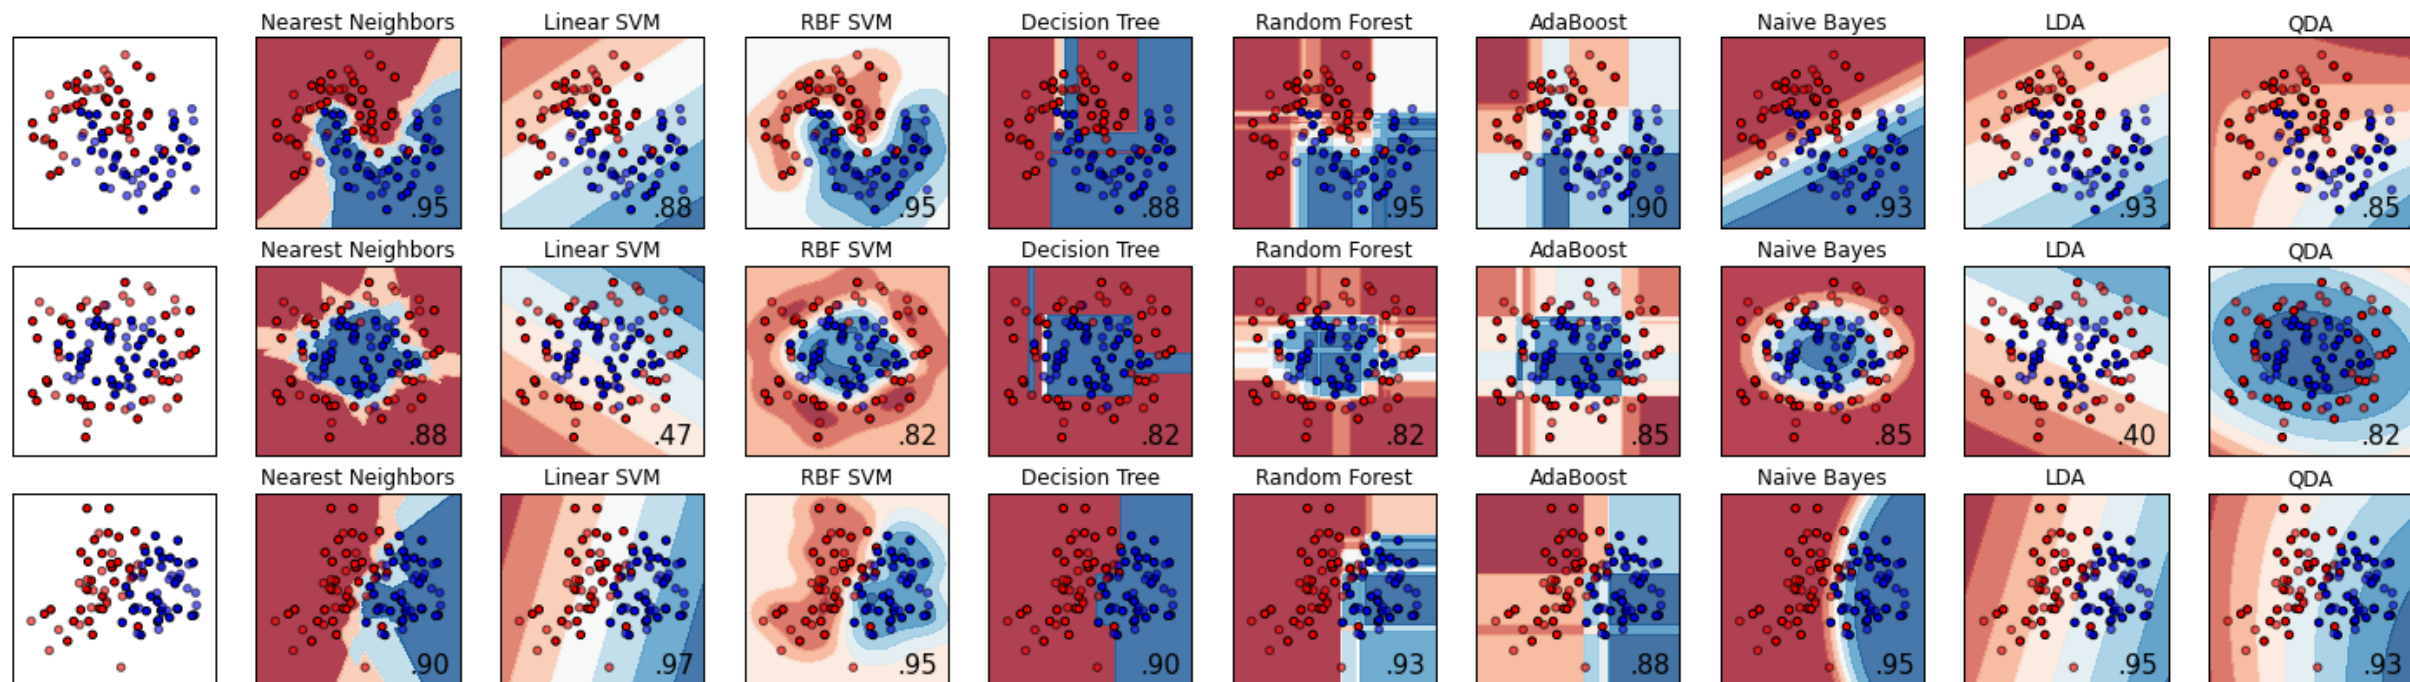 Nearest Neighbors Linear SVM RBF SVM Decision Tree Random Forest AdaBoost Naive Bayes LDA QDA
.95 .88 .95 .88 .95 .90 .93 .93 .85
Nearest Neighbors Linear SVM RBF SVM Decision Tree Random Forest AdaBoost Naive Bayes LDA QDA
.88 .47 .82 .82 .82 .85 .85 .40 .82
Nearest Neighbors Linear SVM RBF SVM Decision Tree Random Forest AdaBoost Naive Bayes LDA QDA
.90 .97 .95 .90 .93 .88 .95 .95 .93